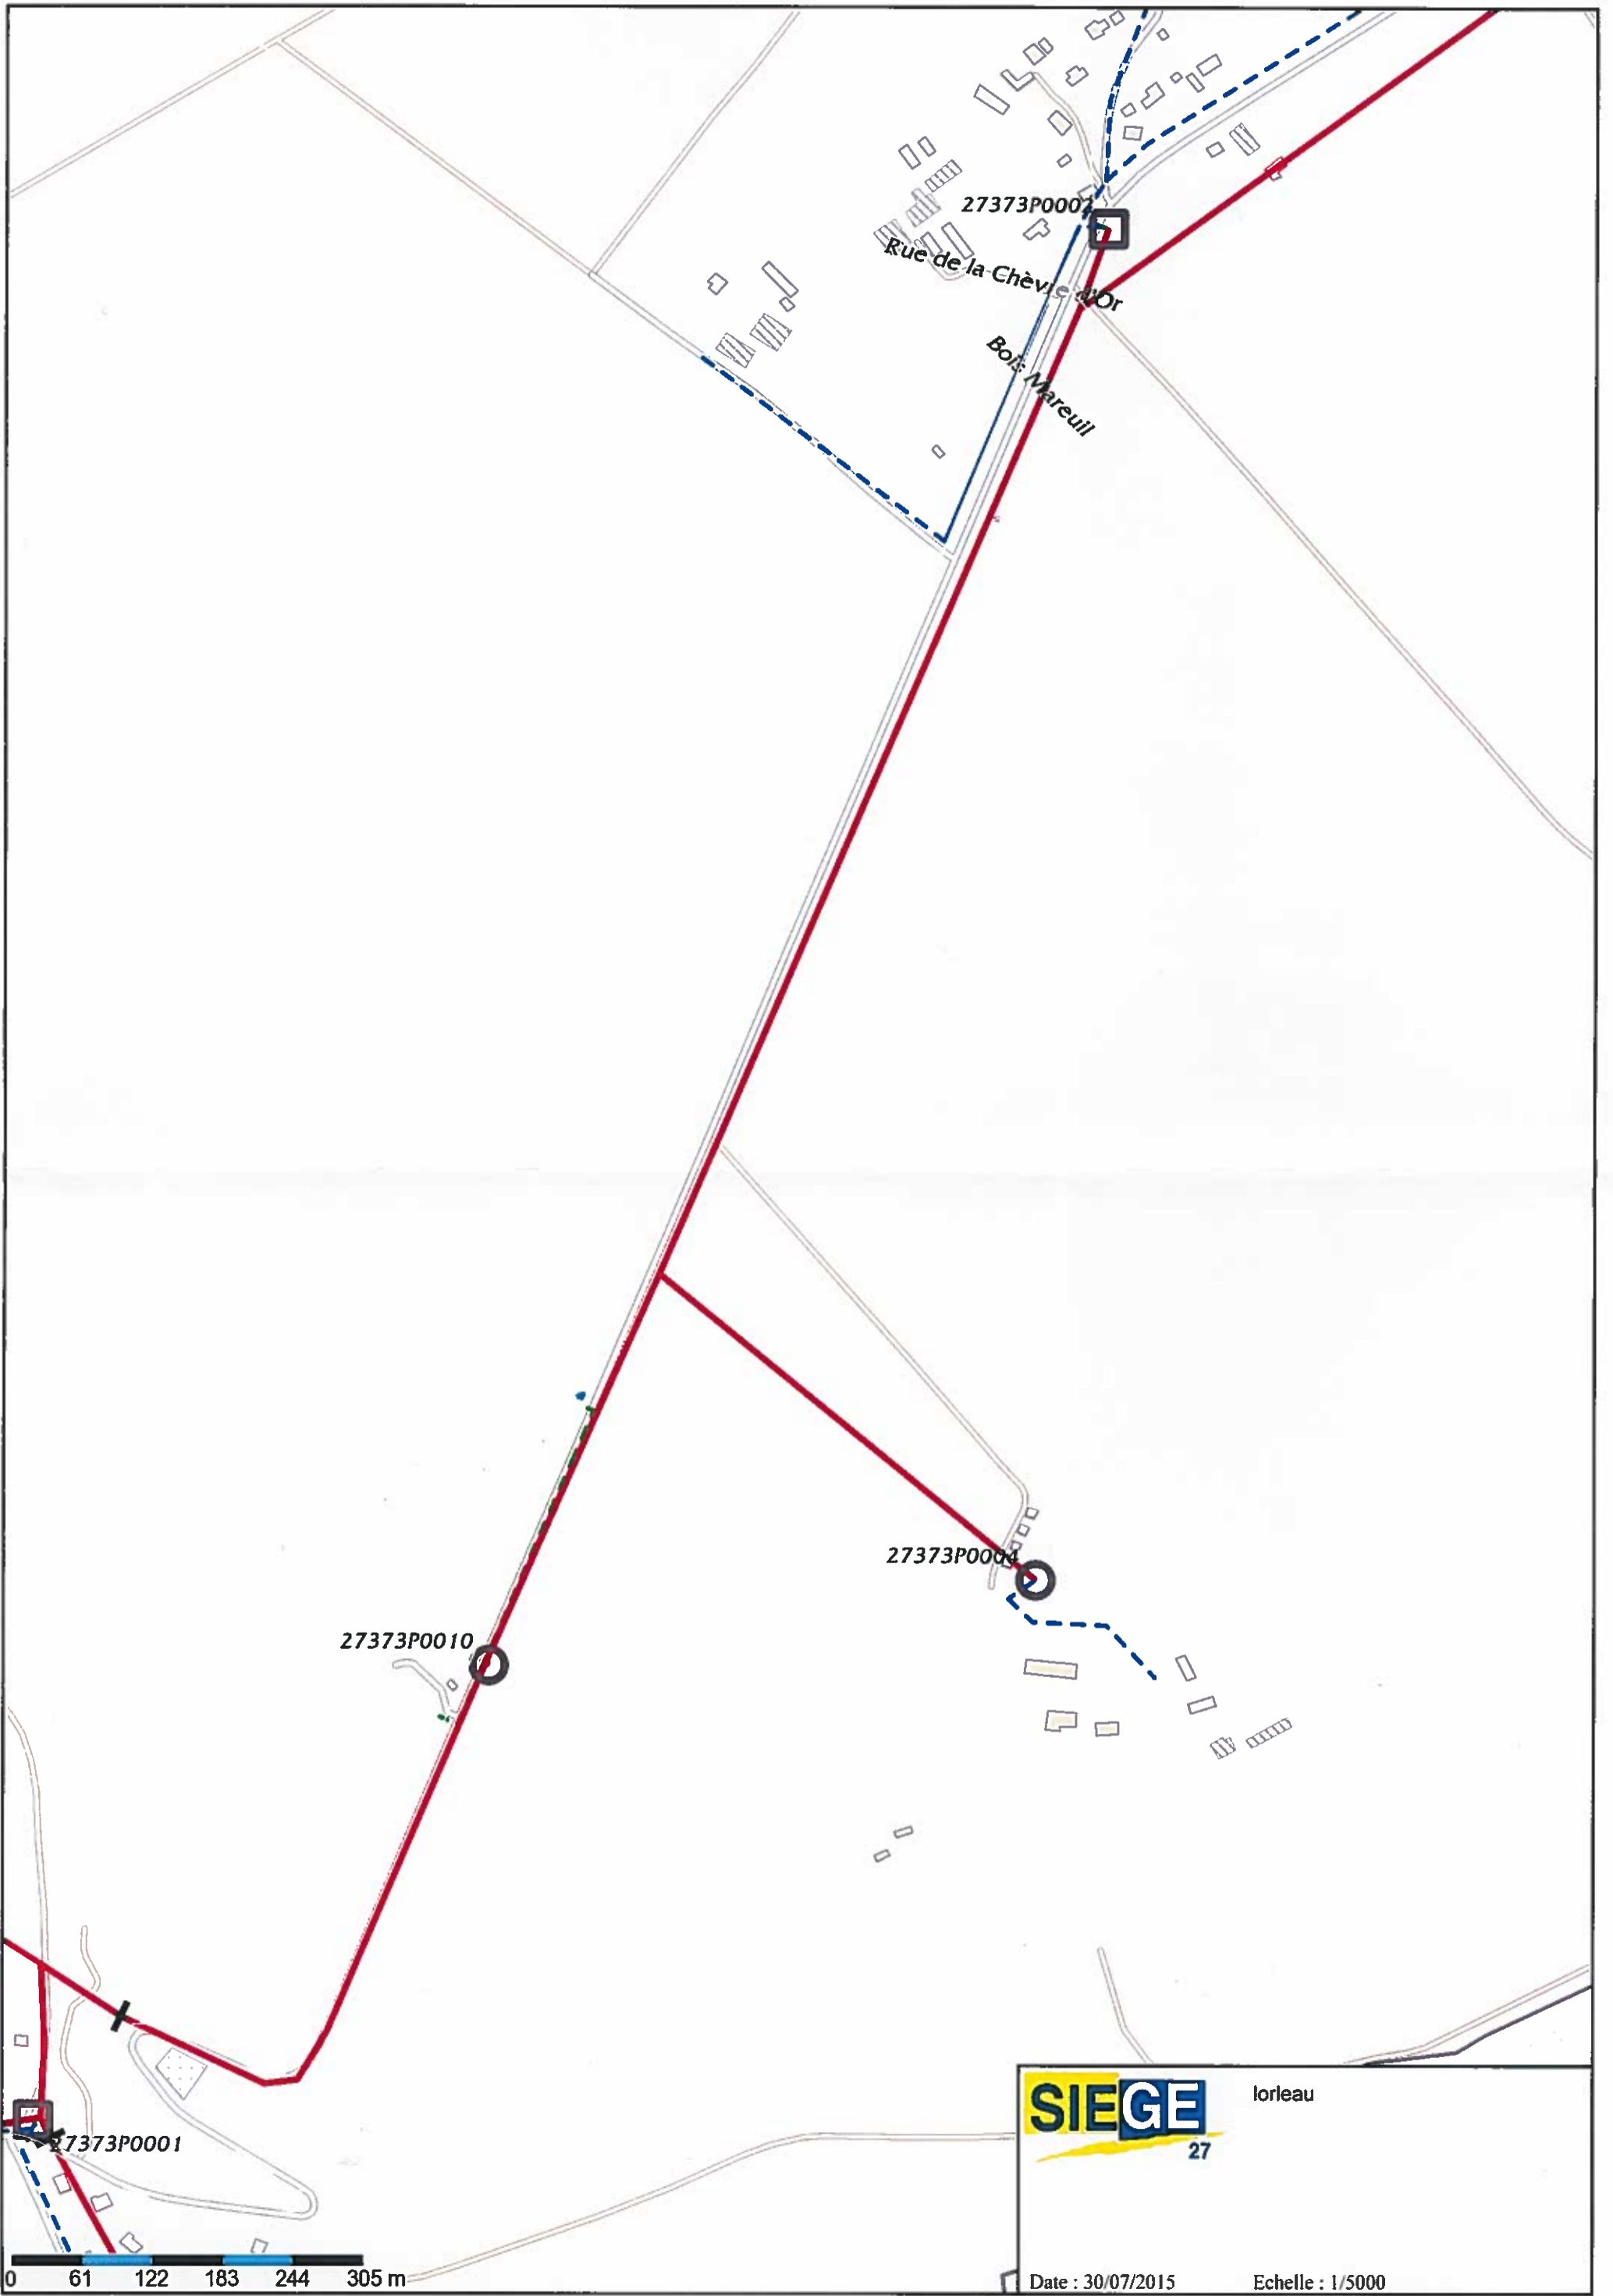 27373P0002
Rue de la Chèvre d'Or
Bois Mareuil
27373P0004
27373P0010
27373P0001
0 61 122 183 244 305 m
SIEGE
27
lorleau
Date : 30/07/2015
Echelle : 1/5000